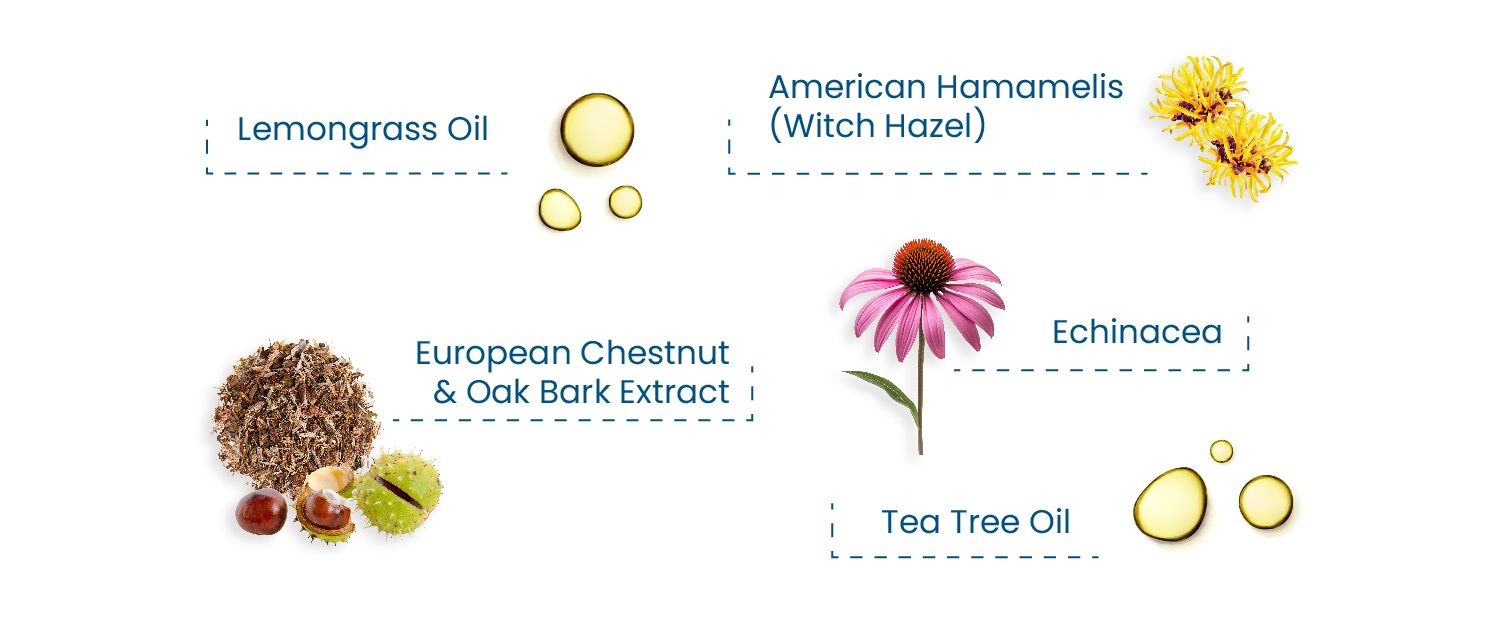 Lemongrass Oil
American Hamamelis
(Witch Hazel)
European Chestnut
& Oak Bark Extract
Echinacea
Tea Tree Oil